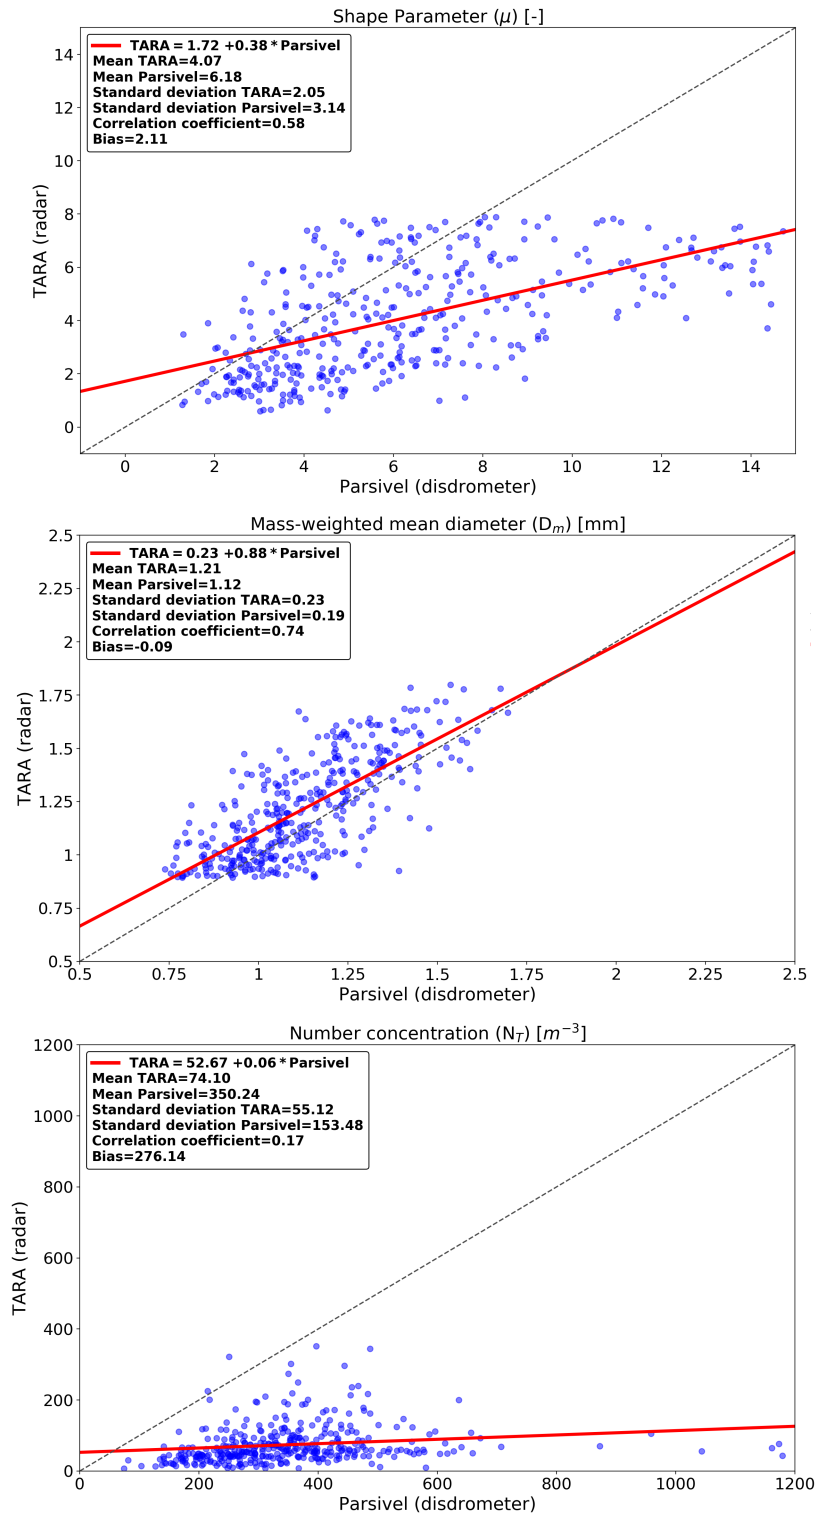 Shape Parameter (μ) [-]
TARA = 1.72 +0.38 * Parsivel
Mean TARA=4.07
Mean Parsivel=6.18
Standard deviation TARA=2.05
Standard deviation Parsivel=3.14
Correlation coefficient=0.58
Bias=2.11
TARA (radar)
14
12
10
8
6
4
2
0
0 2 4 6 8 10 12 14
Parsivel (disdrometer)
Mass-weighted mean diameter (Dₘ) [mm]
TARA = 0.23 +0.88 * Parsivel
Mean TARA=1.21
Mean Parsivel=1.12
Standard deviation TARA=0.23
Standard deviation Parsivel=0.19
Correlation coefficient=0.74
Bias=-0.09
TARA (radar)
2.5
2.25
2
1.75
1.5
1.25
1
0.75
0.5
0.5 0.75 1 1.25 1.5 1.75 2 2.25 2.5
Parsivel (disdrometer)
Number concentration (N_T) [m⁻³]
TARA = 52.67 +0.06 * Parsivel
Mean TARA=74.10
Mean Parsivel=350.24
Standard deviation TARA=55.12
Standard deviation Parsivel=153.48
Correlation coefficient=0.17
Bias=276.14
TARA (radar)
1200
1000
800
600
400
200
0
0 200 400 600 800 1000 1200
Parsivel (disdrometer)